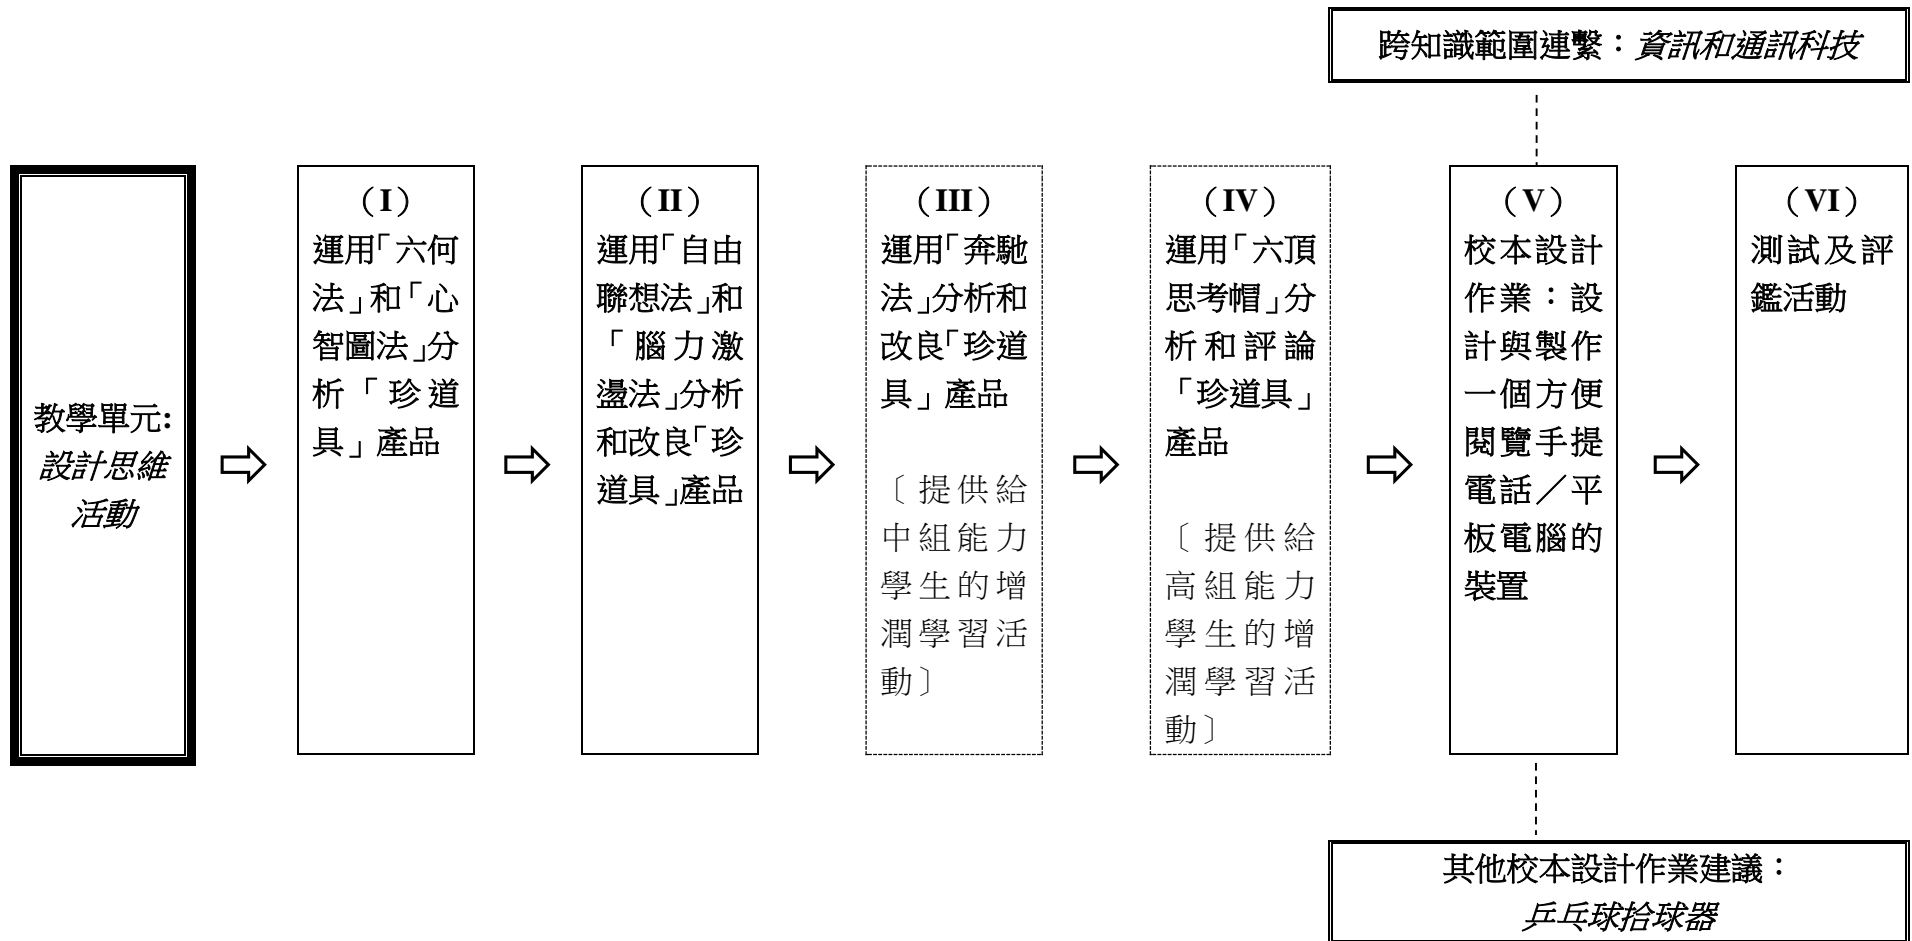 跨知識範圍連繫：資訊和通訊科技
教學單元:
設計思維
活動
（I）
運用「六何
法」和「心
智圖法」分
析「珍道
具」產品
（II）
運用「自由
聯想法」和
「腦力激
盪法」分析
和改良「珍
道具」產品
（III）
運用「奔馳
法」分析和
改良「珍道
具」產品
〔提供給
中組能力
學生的增
潤學習活
動〕
（IV）
運用「六頂
思考帽」分
析和評論
「珍道具」
產品
〔提供給
高組能力
學生的增
潤學習活
動〕
（V）
校本設計
作業：設
計與製作
一個方便
閱覽手提
電話／平
板電腦的
裝置
（VI）
測試及評
鑑活動
其他校本設計作業建議：
乒乓球拾球器